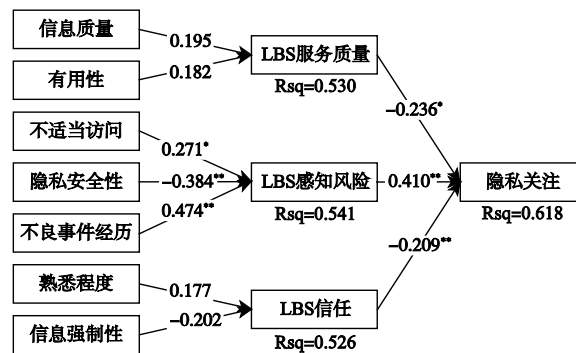 信息质量
0.195
LBS服务质量
有用性
0.182
Rsq=0.530
-0.236*
不适当访问
0.271*
隐私安全性
-0.384**
LBS感知风险
0.410**
隐私关注
0.474**
Rsq=0.541
Rsq=0.618
不良事件经历
-0.209**
熟悉程度
0.177
LBS信任
信息强制性
-0.202
Rsq=0.526